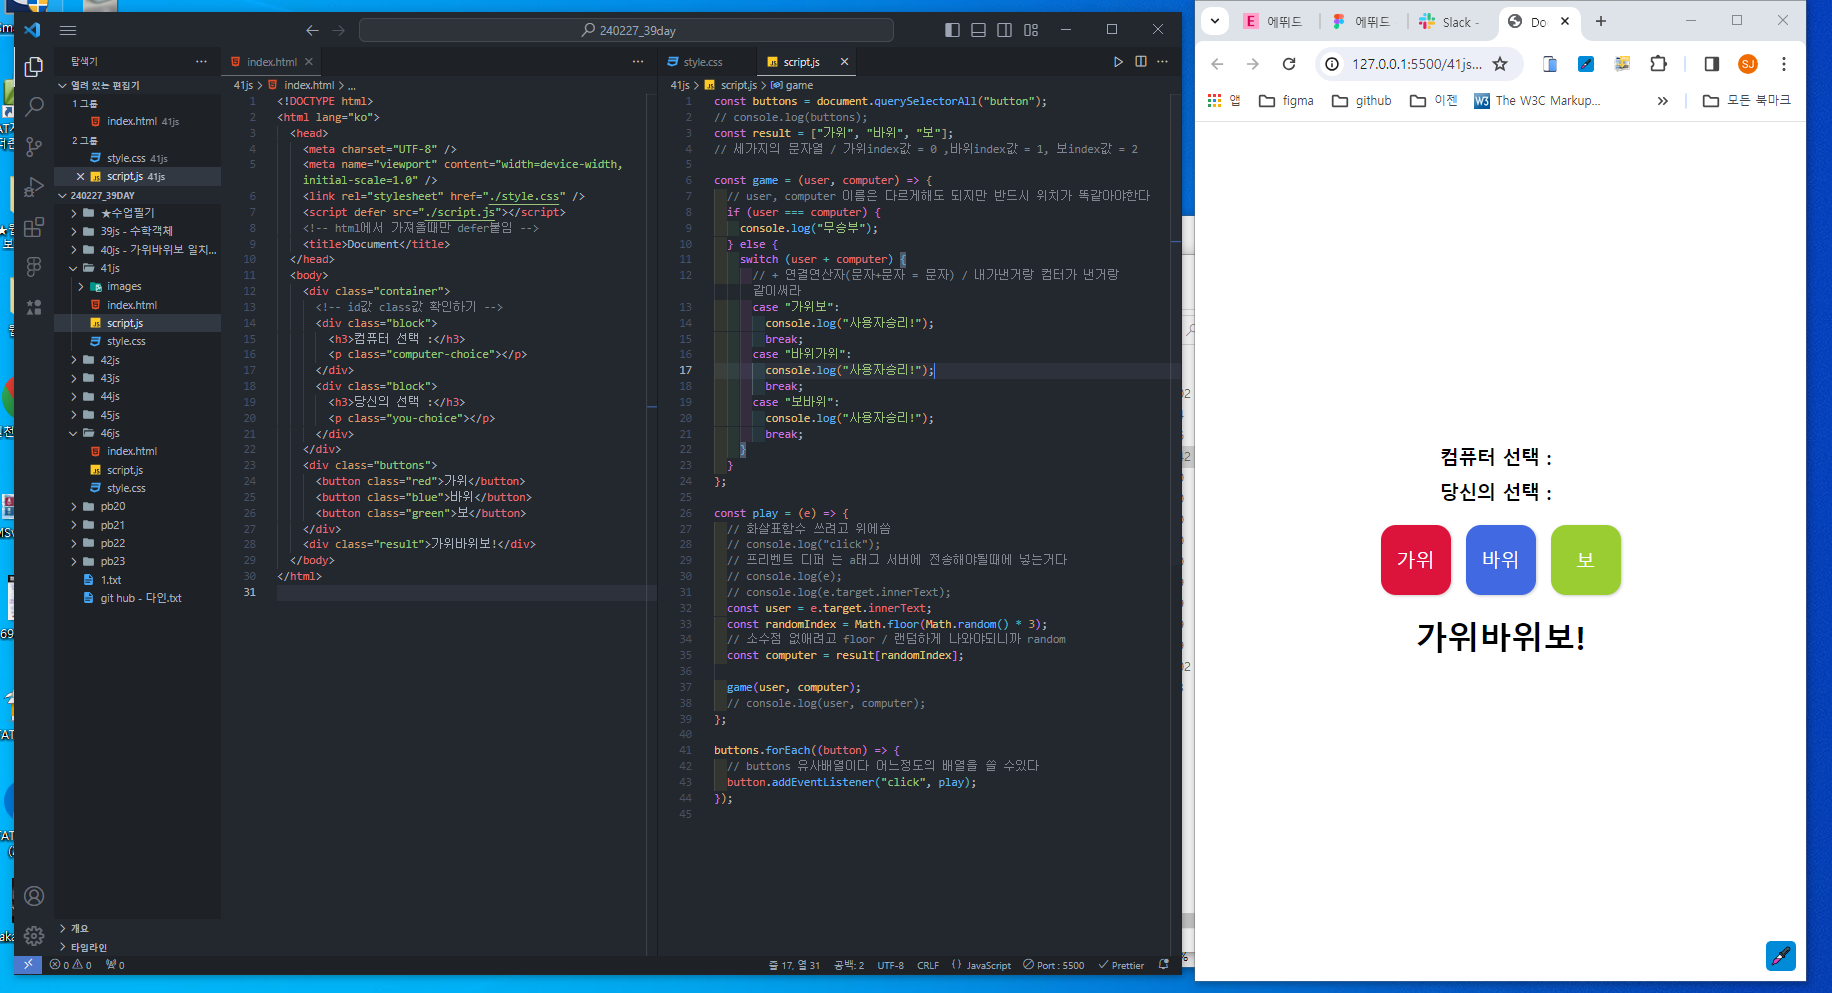 240227_39day
탐색기
열려 있는 편집기
1 그룹
index.html 41js
2 그룹
style.css 41js
script.js 41js
240227_39DAY
★수업필기
39js - 수학객체
40js - 가위바위보 일치...
41js
images
index.html
script.js
style.css
42js
43js
44js
45js
46js
index.html
script.js
style.css
pb20
pb21
pb22
pb23
1.txt
git hub - 다인.txt
개요
타임라인
index.html
41js > index.html > ...
1 <!DOCTYPE html>
2 <html lang="ko">
3 <head>
4 <meta charset="UTF-8" />
5 <meta name="viewport" content="width=device-width,
initial-scale=1.0" />
6 <link rel="stylesheet" href="./style.css" />
7 <script defer src="./script.js"></script>
8 <!-- html에서 가져올때만 defer붙임 -->
9 <title>Document</title>
10 </head>
11 <body>
12 <div class="container">
13 <!-- id값 class값 확인하기 -->
14 <div class="block">
15 <h3>컴퓨터 선택 :</h3>
16 <p class="computer-choice"></p>
17 </div>
18 <div class="block">
19 <h3>당신의 선택 :</h3>
20 <p class="you-choice"></p>
21 </div>
22 </div>
23 <div class="buttons">
24 <button class="red">가위</button>
25 <button class="blue">바위</button>
26 <button class="green">보</button>
27 </div>
28 <div class="result">가위바위보!</div>
29 </body>
30 </html>
31
style.css
script.js
41js > script.js > game
1 const buttons = document.querySelectorAll("button");
2 // console.log(buttons);
3 const result = ["가위", "바위", "보"];
4 // 세가지의 문자열 / 가위index값 = 0 ,바위index값 = 1, 보index값 = 2
5
6 const game = (user, computer) => {
7 // user, computer 이름은 다르게해도 되지만 반드시 위치가 똑같아야한다
8 if (user === computer) {
9 console.log("무승부");
10 } else {
11 switch (user + computer) {
12 // + 연결연산자(문자+문자 = 문자) / 내가낸거랑 컴터가 낸거랑
같이써라
13 case "가위보":
14 console.log("사용자승리!");
15 break;
16 case "바위가위":
17 console.log("사용자승리!");
18 break;
19 case "보바위":
20 console.log("사용자승리!");
21 break;
22 }
23 }
24 };
25
26 const play = (e) => {
27 // 화살표함수 쓰려고 위에씀
28 // console.log("click");
29 // 프리벤트 디퍼 는 a태그 서버에 전송해야될때에 넣는거다
30 // console.log(e);
31 // console.log(e.target.innerText);
32 const user = e.target.innerText;
33 const randomIndex = Math.floor(Math.random() * 3);
34 // 소수점 없애려고 floor / 랜덤하게 나와야되니까 random
35 const computer = result[randomIndex];
36
37 game(user, computer);
38 // console.log(user, computer);
39 };
40
41 buttons.forEach((button) => {
42 // buttons 유사배열이다 어느정도의 배열을 쓸 수있다
43 button.addEventListener("click", play);
44 });
45
0 0 0
줄 17, 열 31 공백: 2 UTF-8 CRLF {} JavaScript Port : 5500 Prettier
에뛰드
에뛰드
Slack -
Do
127.0.0.1:5500/41js...
SJ
앱 figma github 이젠 W3 The W3C Markup... » 모든 북마크
컴퓨터 선택 :
당신의 선택 :
가위 바위 보
가위바위보!